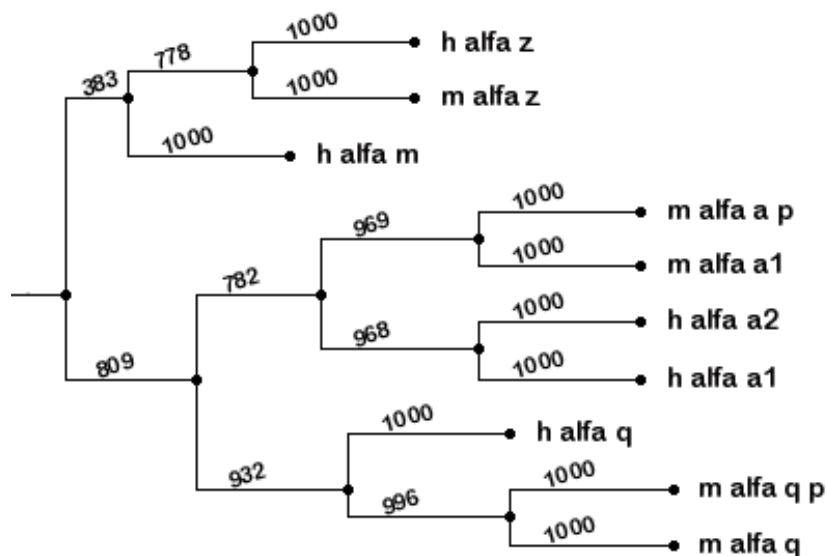 1000 h alfa z
778
383 1000 m alfa z
1000 h alfa m
1000 m alfa a p
969
1000 m alfa a1
782
1000 h alfa a2
968
809 1000 h alfa a1
1000 h alfa q
932 1000 m alfa q p
996
1000 m alfa q